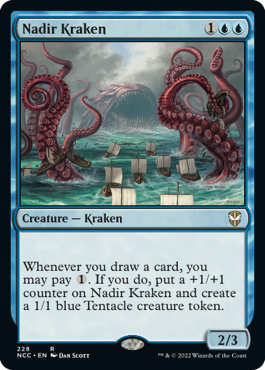 Nadir Kraken 1
Creature — Kraken
Whenever you draw a card, you
may pay 1. If you do, put a +1/+1
counter on Nadir Kraken and create
a 1/1 blue Tentacle creature token.
2/3
228 R
NCC • EN DAN SCOTT
™ & © 2022 Wizards of the Coast